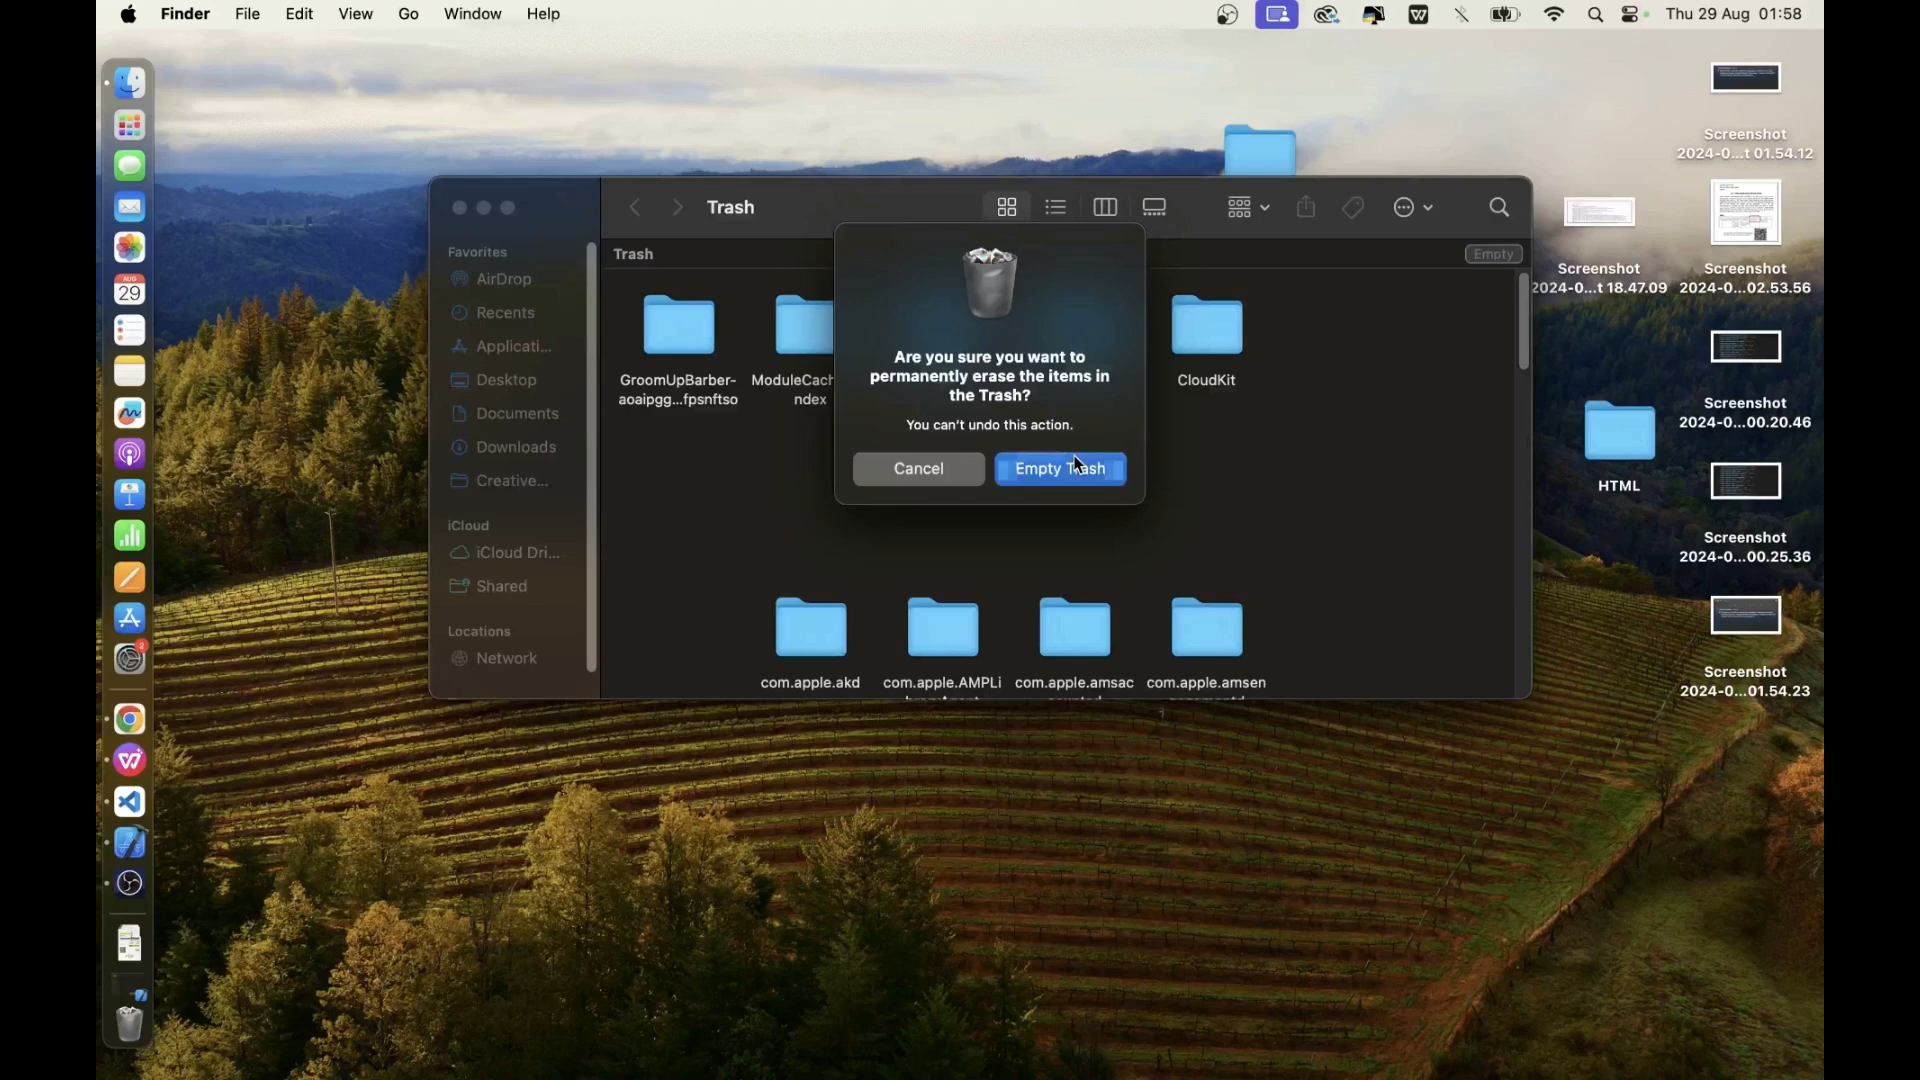 Finder File Edit View Go Window Help
Thu 29 Aug 01:58
Trash
Favorites
AirDrop
Recents
Applicati...
Desktop
Documents
Downloads
Creative...
iCloud
iCloud Dri...
Shared
Locations
Network
Trash
Empty
GroomUpBarber-
aoaipgg...fpsnftso
ModuleCach
ndex
CloudKit
Are you sure you want to
permanently erase the items in
the Trash?
You can't undo this action.
Cancel
Empty Trash
com.apple.akd
com.apple.AMPLi
com.apple.amsac
com.apple.amsen
Screenshot
2024-0...t 01.54.12
Screenshot
2024-0...t 18.47.09
Screenshot
2024-0...02.53.56
Screenshot
2024-0...00.20.46
HTML
Screenshot
2024-0...00.25.36
Screenshot
2024-0...01.54.23
AUG
29
2